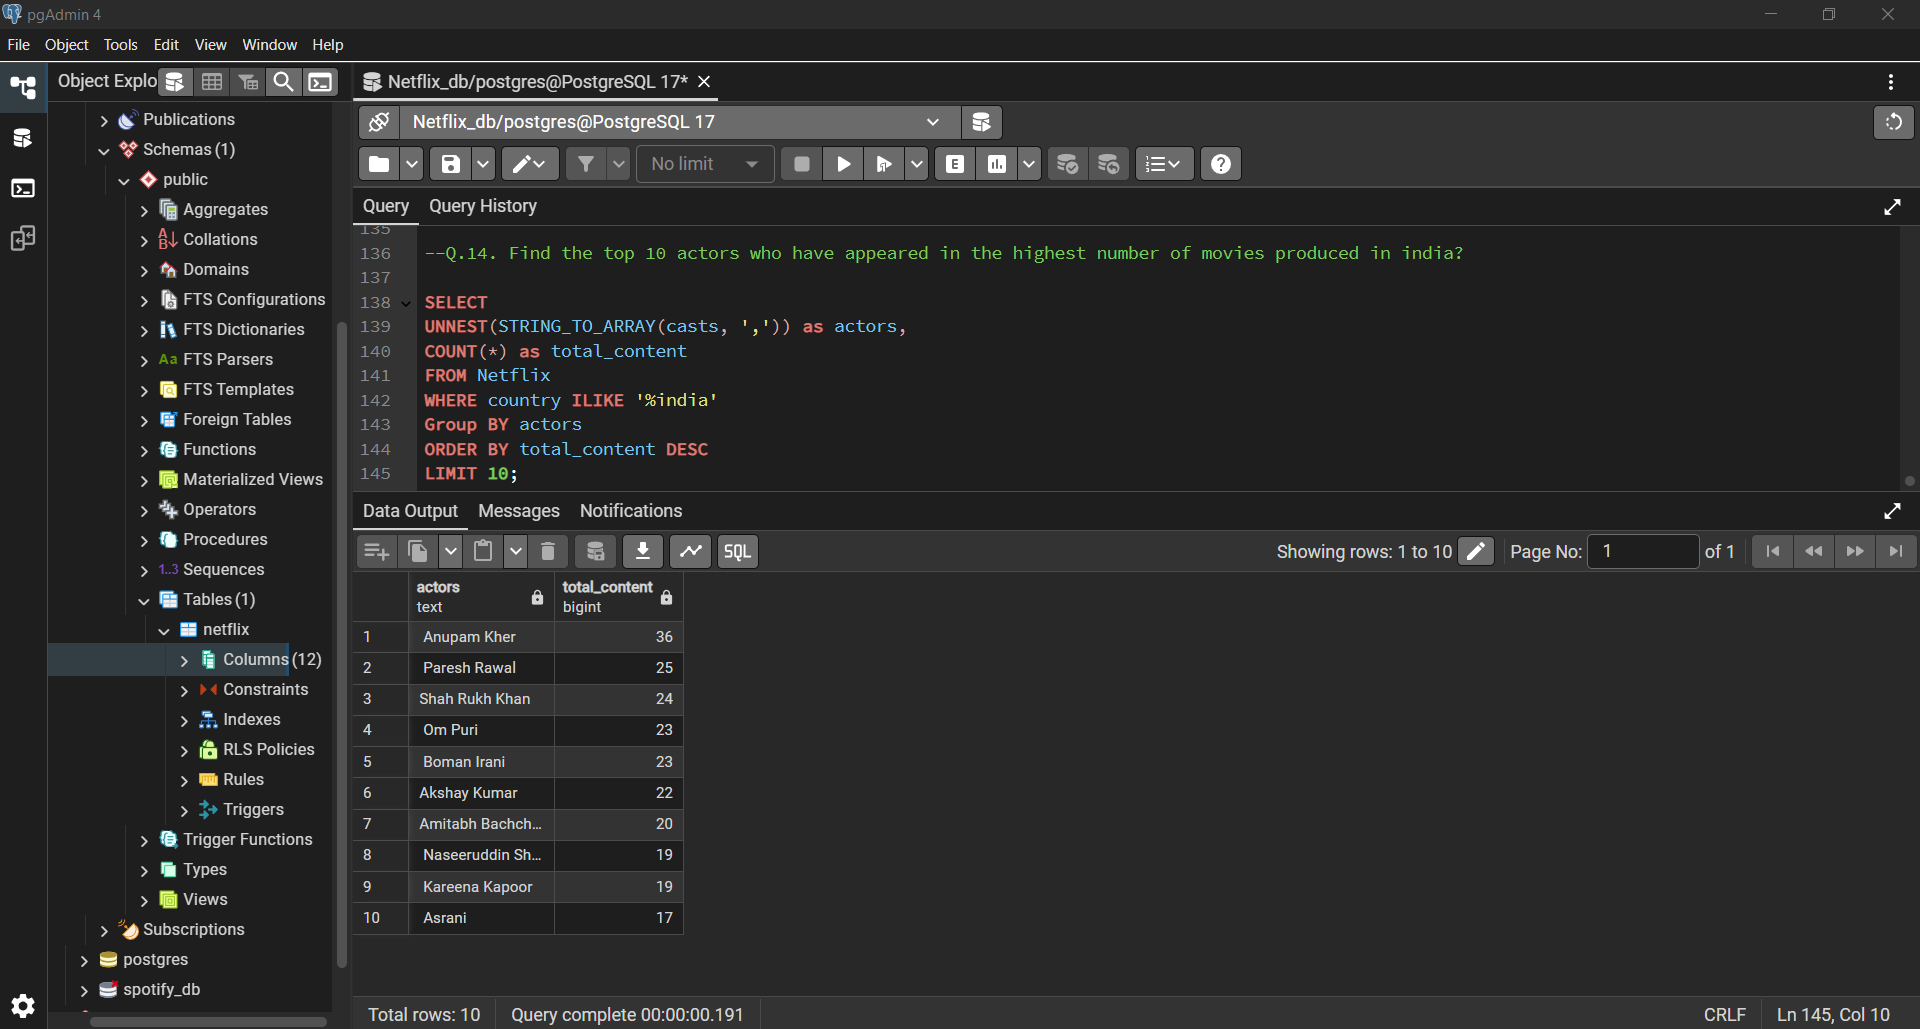 pgAdmin 4
File Object Tools Edit View Window Help
Object Explo
Netflix_db/postgres@PostgreSQL 17*
Publications
Schemas (1)
public
Aggregates
Collations
Domains
FTS Configurations
FTS Dictionaries
Aa FTS Parsers
FTS Templates
Foreign Tables
Functions
Materialized Views
Operators
Procedures
1..3 Sequences
Tables (1)
netflix
Columns (12)
Constraints
Indexes
RLS Policies
Rules
Triggers
Trigger Functions
Types
Views
Subscriptions
postgres
spotify_db
Netflix_db/postgres@PostgreSQL 17
No limit
E
Query Query History
135
136 --Q.14. Find the top 10 actors who have appeared in the highest number of movies produced in india?
137
138 SELECT
139 UNNEST(STRING_TO_ARRAY(casts, ',')) as actors,
140 COUNT(*) as total_content
141 FROM Netflix
142 WHERE country ILIKE '%india'
143 Group BY actors
144 ORDER BY total_content DESC
145 LIMIT 10;
Data Output Messages Notifications
SQL
Showing rows: 1 to 10 Page No: 1 of 1
actors total_content
text bigint
1 Anupam Kher 36
2 Paresh Rawal 25
3 Shah Rukh Khan 24
4 Om Puri 23
5 Boman Irani 23
6 Akshay Kumar 22
7 Amitabh Bachch... 20
8 Naseeruddin Sh... 19
9 Kareena Kapoor 19
10 Asrani 17
Total rows: 10 Query complete 00:00:00.191 CRLF Ln 145, Col 10